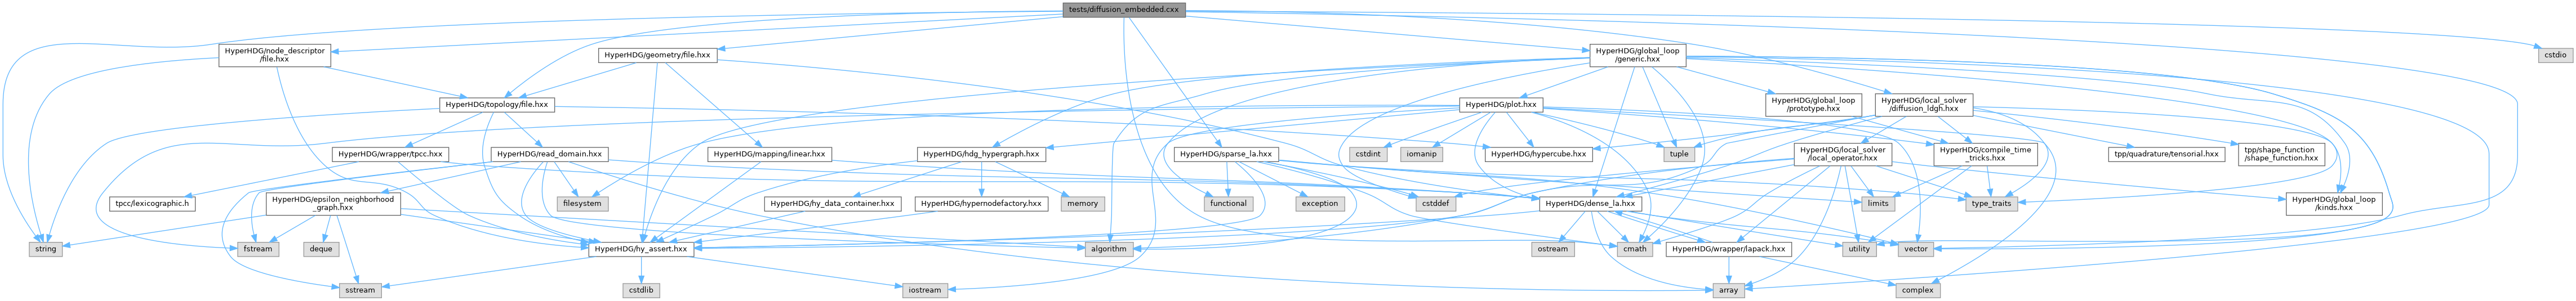 tests/diffusion_embedded.cxx
HyperHDG/node_descriptor
/file.hxx
HyperHDG/geometry/file.hxx
HyperHDG/global_loop
/generic.hxx
cstdio
HyperHDG/topology/file.hxx
HyperHDG/plot.hxx
HyperHDG/global_loop
/prototype.hxx
HyperHDG/local_solver
/diffusion_ldgh.hxx
HyperHDG/wrapper/tpcc.hxx
HyperHDG/read_domain.hxx
HyperHDG/mapping/linear.hxx
HyperHDG/hdg_hypergraph.hxx
HyperHDG/sparse_la.hxx
cstdint
iomanip
HyperHDG/hypercube.hxx
tuple
HyperHDG/local_solver
/local_operator.hxx
HyperHDG/compile_time
_tricks.hxx
tpp/quadrature/tensorial.hxx
tpp/shape_function
/shape_function.hxx
tpcc/lexicographic.h
HyperHDG/epsilon_neighborhood
_graph.hxx
filesystem
HyperHDG/hy_data_container.hxx
HyperHDG/hypernodefactory.hxx
memory
functional
exception
cstddef
HyperHDG/dense_la.hxx
limits
type_traits
HyperHDG/global_loop
/kinds.hxx
string
fstream
deque
HyperHDG/hy_assert.hxx
algorithm
ostream
cmath
HyperHDG/wrapper/lapack.hxx
utility
vector
sstream
cstdlib
iostream
array
complex